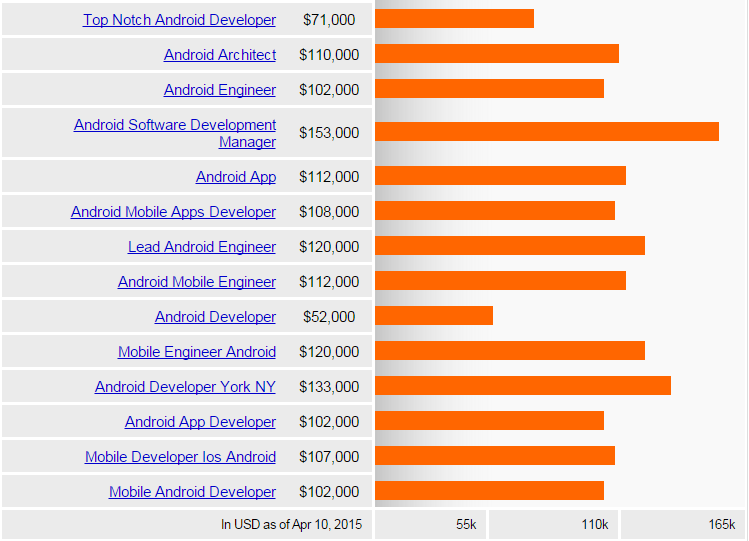 Top Notch Android Developer $71,000
Android Architect $110,000
Android Engineer $102,000
Android Software Development
Manager $153,000
Android App $112,000
Android Mobile Apps Developer $108,000
Lead Android Engineer $120,000
Android Mobile Engineer $112,000
Android Developer $52,000
Mobile Engineer Android $120,000
Android Developer York NY $133,000
Android App Developer $102,000
Mobile Developer Ios Android $107,000
Mobile Android Developer $102,000
In USD as of Apr 10, 2015 55k 110k 165k